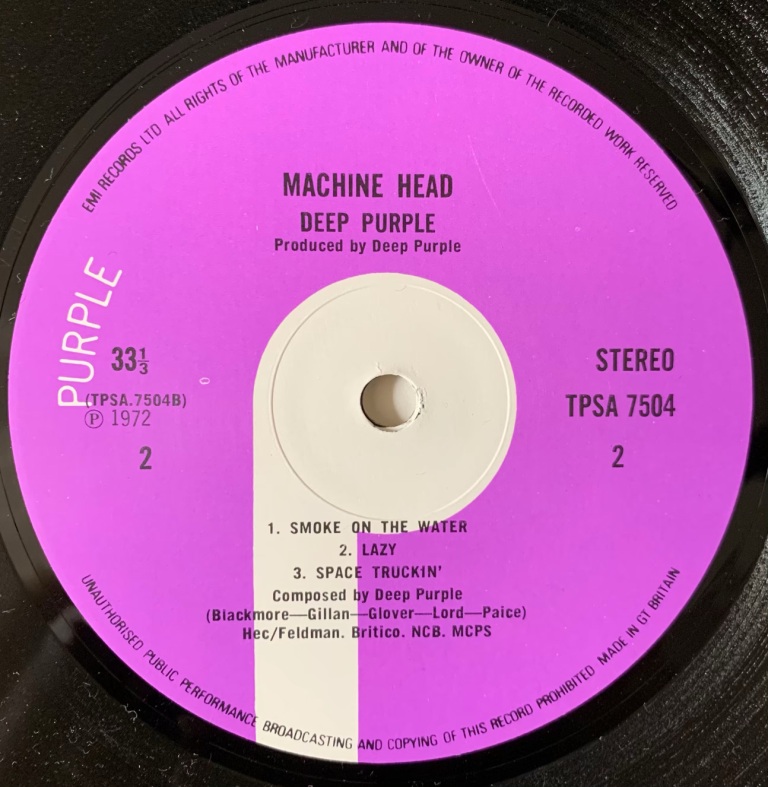 EMI RECORDS LTD ALL RIGHTS OF THE MANUFACTURER AND OF THE OWNER OF THE RECORDED WORK RESERVED
MACHINE HEAD
DEEP PURPLE
Produced by Deep Purple
PURPLE
33⅓
(TPSA.7504B)
Ⓟ 1972
2
STEREO
TPSA 7504
2
1. SMOKE ON THE WATER
2. LAZY
3. SPACE TRUCKIN'
Composed by Deep Purple
(Blackmore—Gillan—Glover—Lord—Paice)
Hec/Feldman. Britico. NCB. MCPS
UNAUTHORISED PUBLIC PERFORMANCE BROADCASTING AND COPYING OF THIS RECORD PROHIBITED MADE IN GT BRITAIN